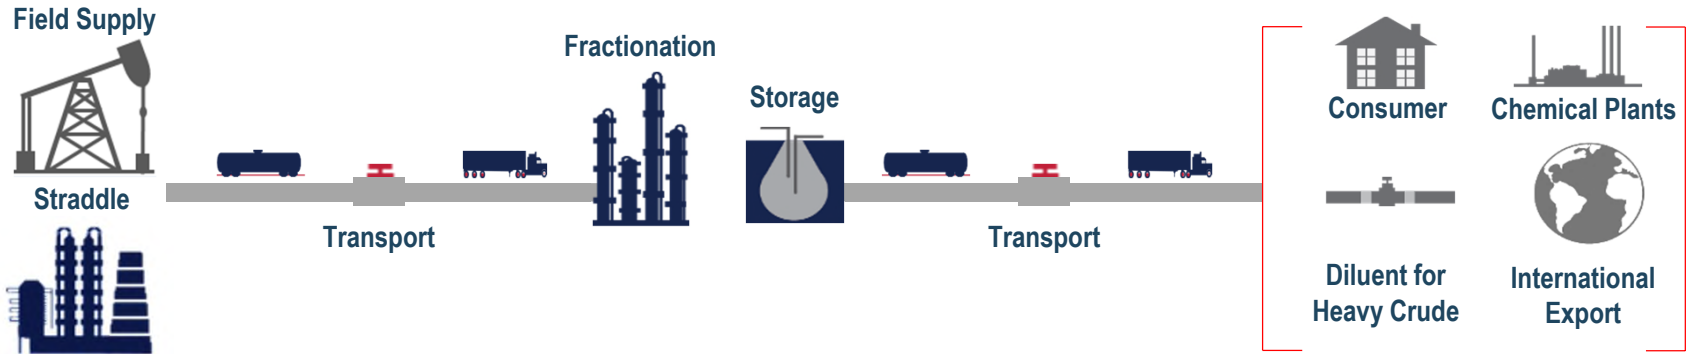 Field Supply
Straddle
Transport
Fractionation
Storage
Transport
Consumer
Chemical Plants
Diluent for
Heavy Crude
International
Export